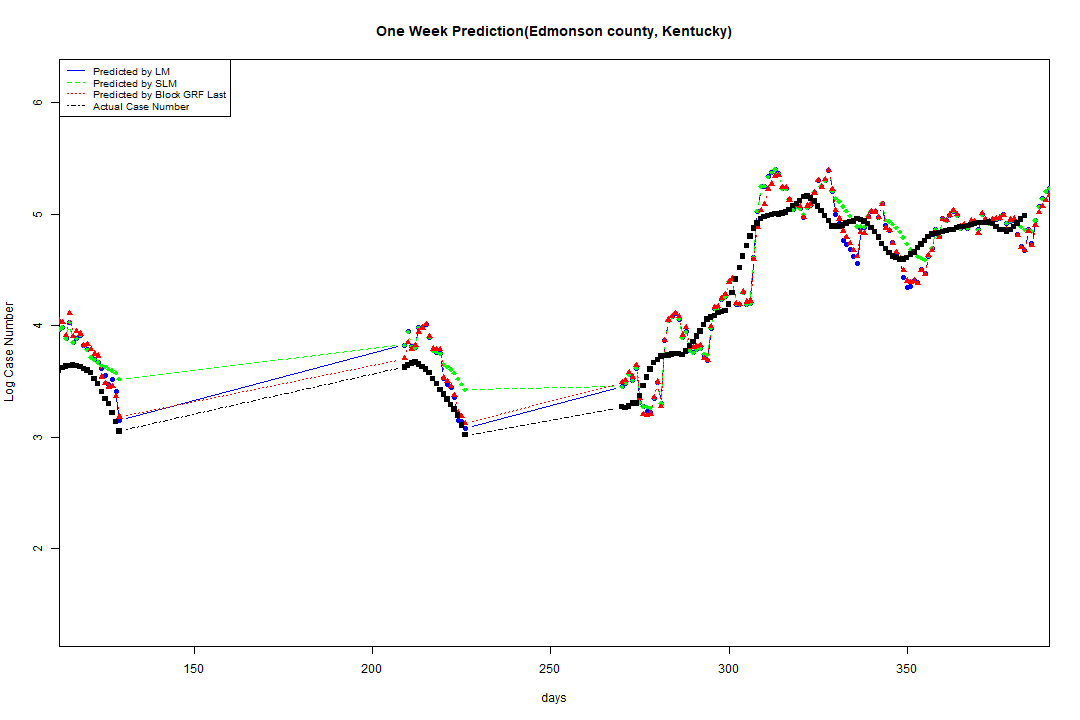 One Week Prediction(Edmonson county, Kentucky)
Predicted by LM
Predicted by SLM
Predicted by Block GRF Last
Actual Case Number
Log Case Number
6
5
4
3
2
150
200
250
300
350
days